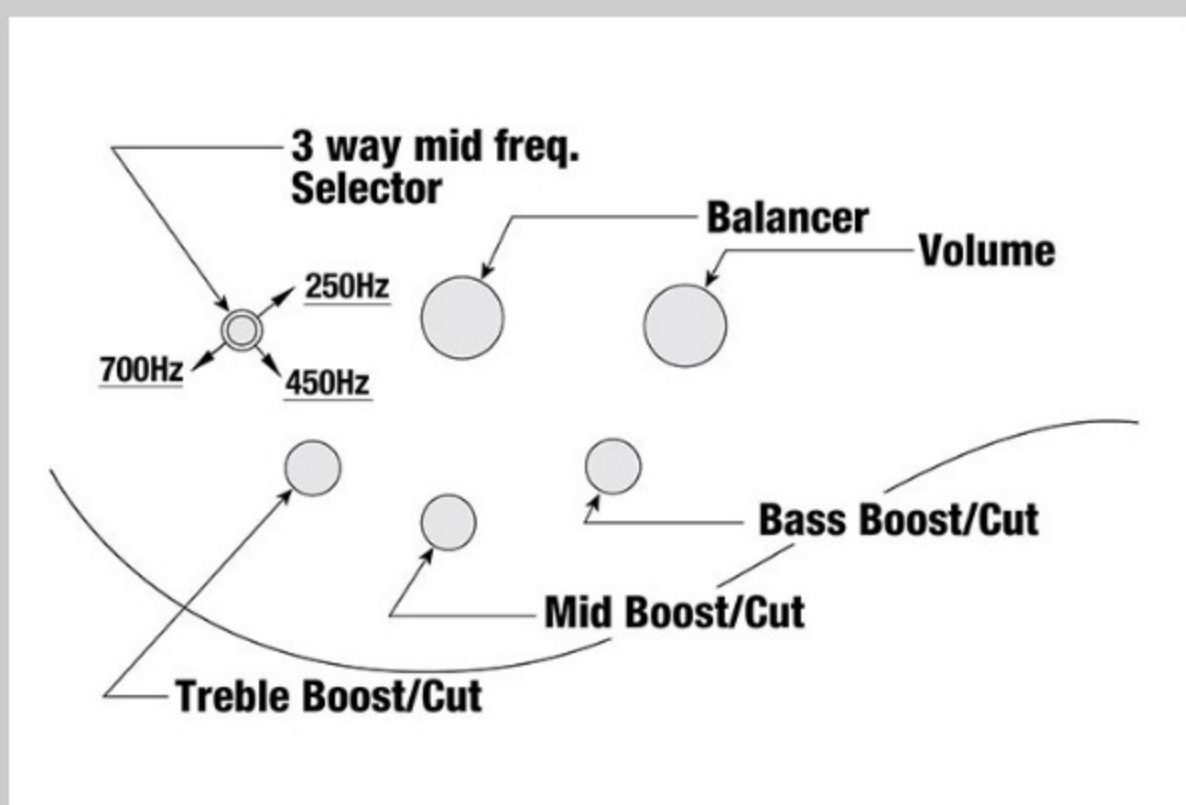 3 way mid freq.
Selector
Balancer
Volume
250Hz
700Hz
450Hz
Bass Boost/Cut
Mid Boost/Cut
Treble Boost/Cut